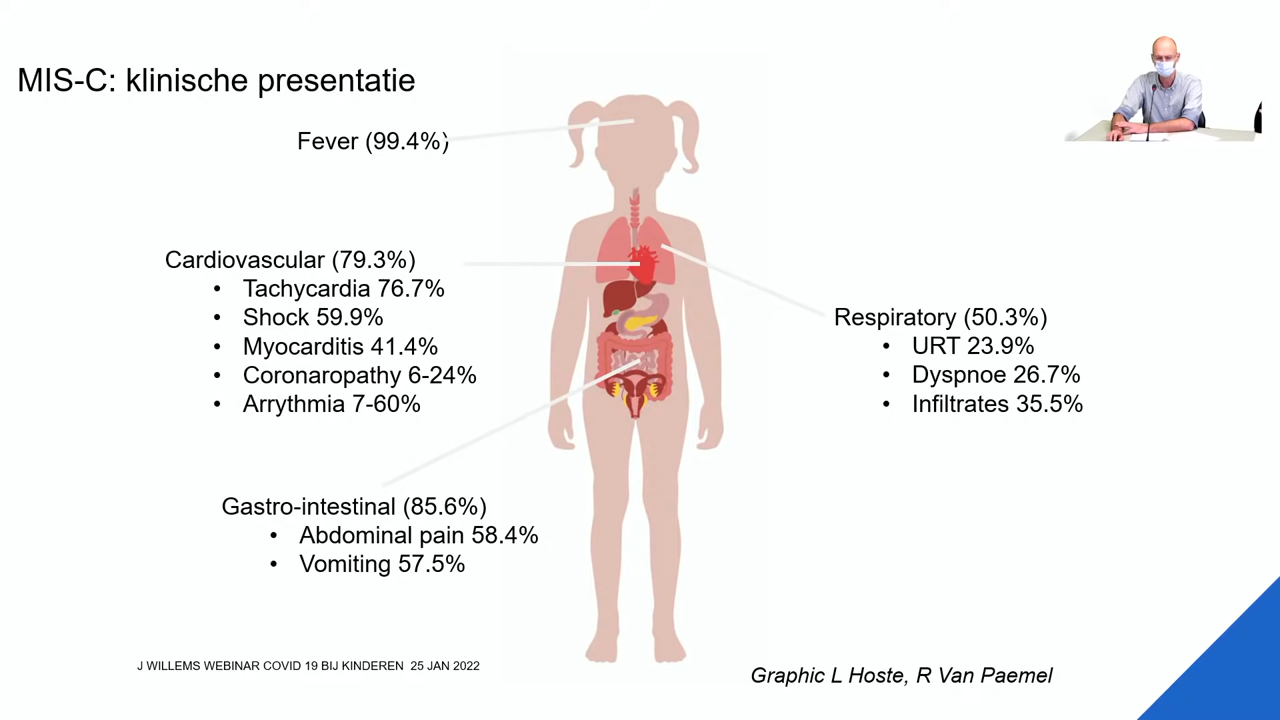 MIS-C: klinische presentatie
Fever (99.4%)
Cardiovascular (79.3%)
• Tachycardia 76.7%
• Shock 59.9%
• Myocarditis 41.4%
• Coronaropathy 6-24%
• Arrythmia 7-60%
Respiratory (50.3%)
• URT 23.9%
• Dyspnoe 26.7%
• Infiltrates 35.5%
Gastro-intestinal (85.6%)
• Abdominal pain 58.4%
• Vomiting 57.5%
J WILLEMS WEBINAR COVID 19 BIJ KINDEREN 25 JAN 2022
Graphic L Hoste, R Van Paemel